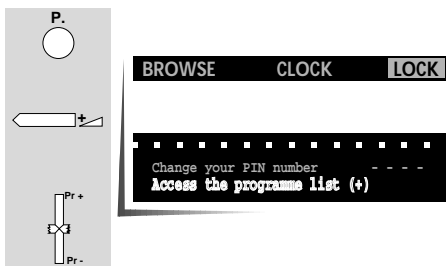 P.
BROWSE CLOCK LOCK
+
Change your PIN number - - - -
Access the programme list (+)
Pr +
Pr -